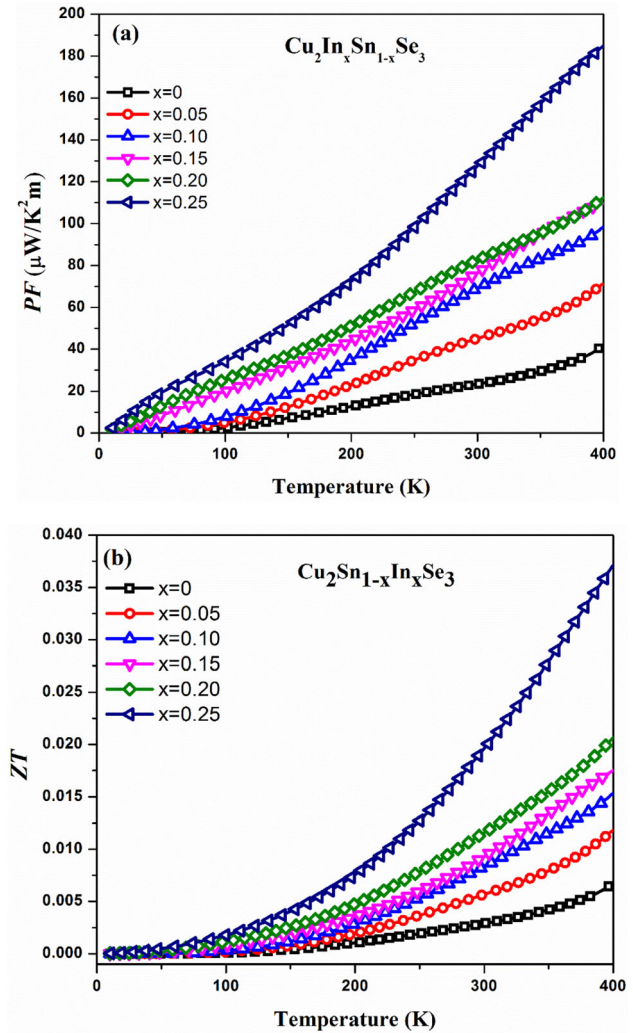 (a)
Cu2InxSn1-xSe3
x=0
x=0.05
x=0.10
x=0.15
x=0.20
x=0.25
200
180
160
140
120
100
80
60
40
20
0
PF (μW/K²m)
0 100 200 300 400
Temperature (K)
(b)
Cu2Sn1-xInxSe3
x=0
x=0.05
x=0.10
x=0.15
x=0.20
x=0.25
0.040
0.035
0.030
0.025
0.020
0.015
0.010
0.005
0.000
ZT
0 100 200 300 400
Temperature (K)